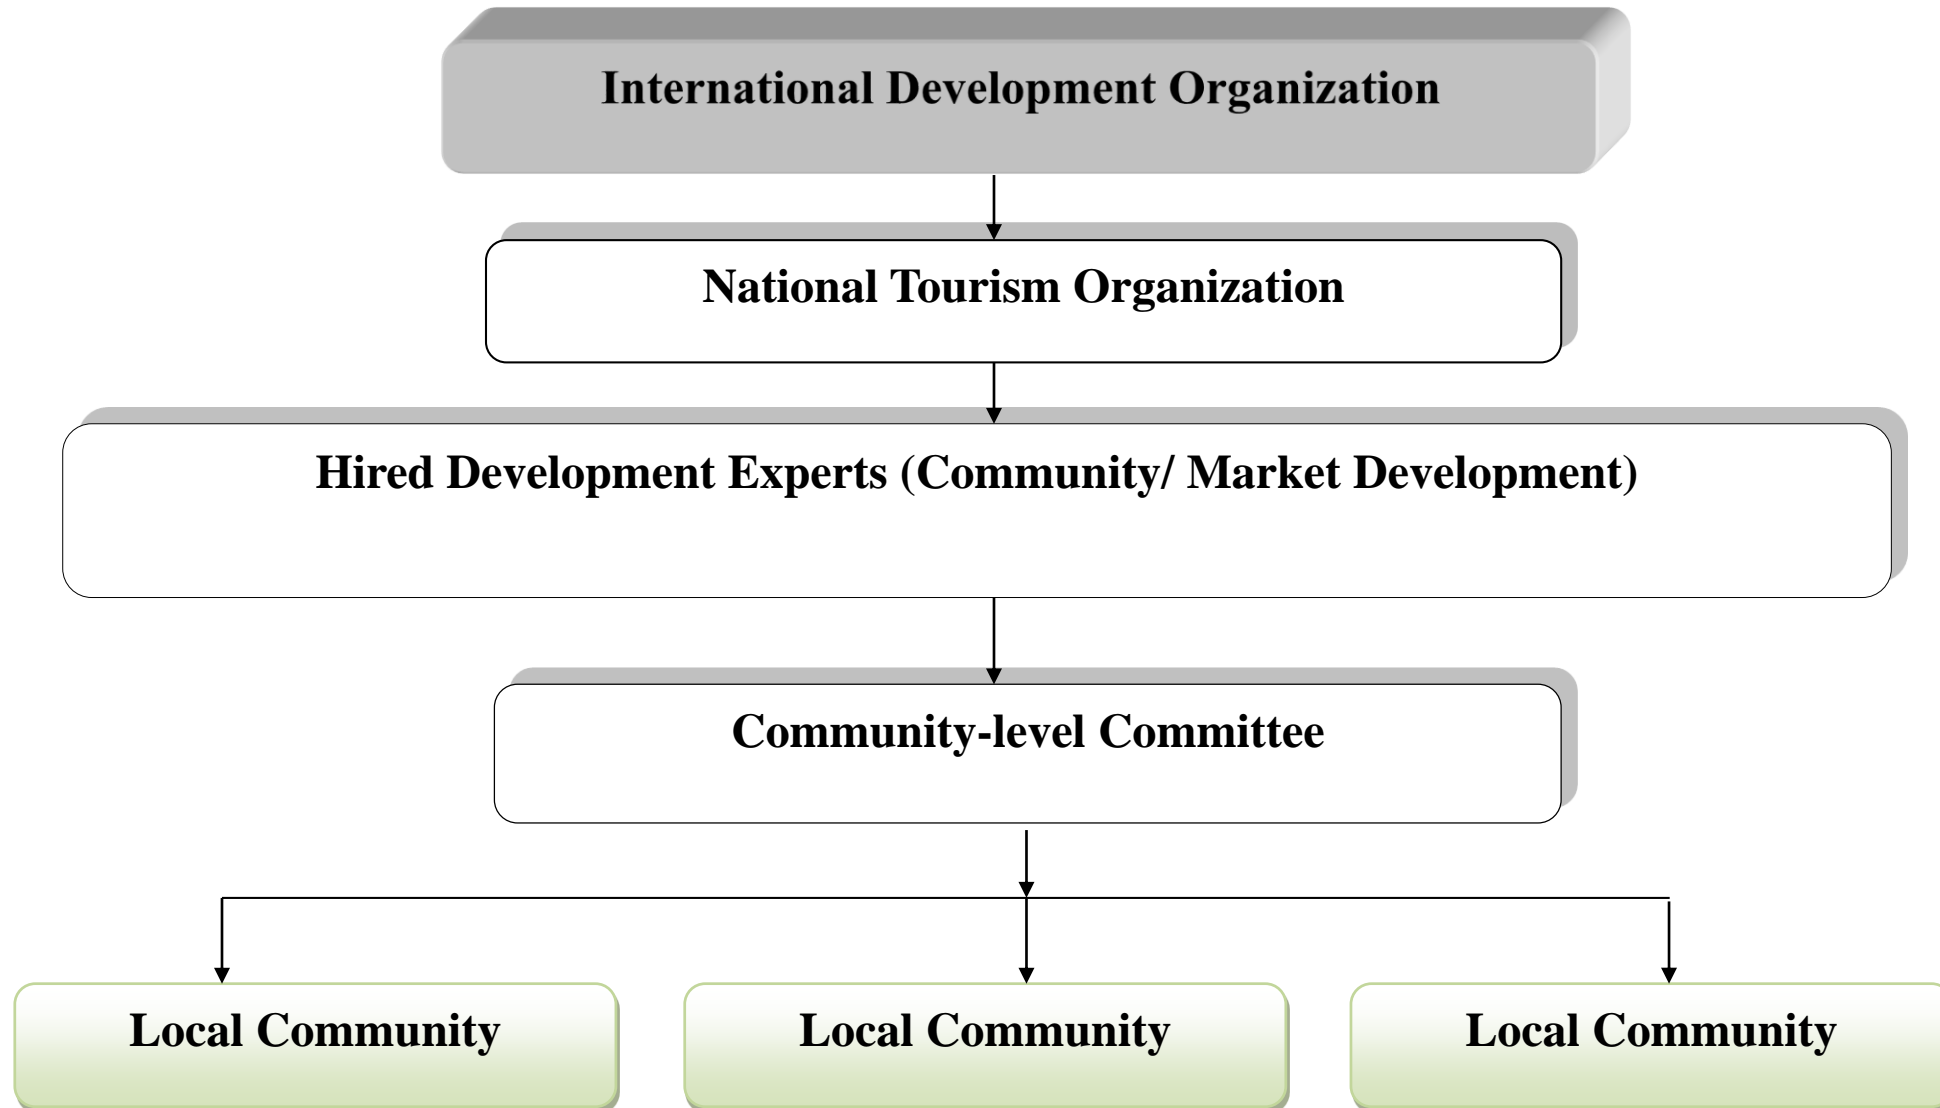 International Development Organization
National Tourism Organization
Hired Development Experts (Community/ Market Development)
Community-level Committee
Local Community
Local Community
Local Community